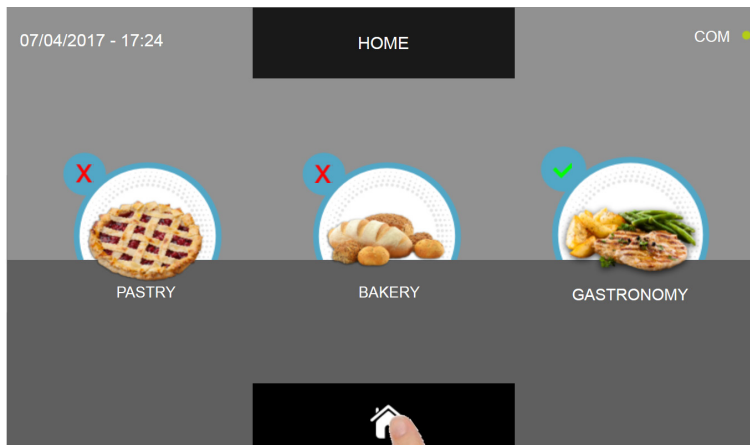 07/04/2017 - 17:24
HOME
COM
X
X
PASTRY
BAKERY
GASTRONOMY